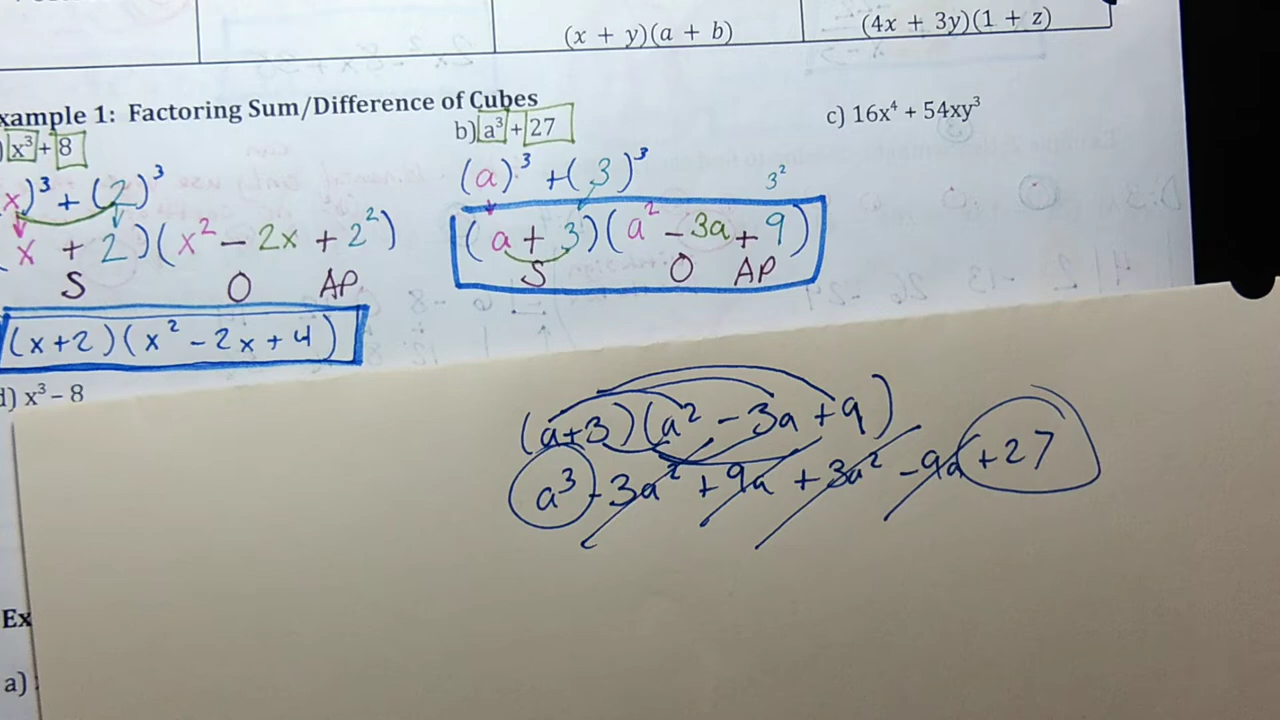 (x + y)(a + b)
(4x + 3y)(1 + z)
xample 1: Factoring Sum/Difference of Cubes
) x³ + 8
x)³ + (2)³
(x + 2)(x² - 2x + 2²)
S O AP
(x+2)(x² - 2x + 4)
b) a³ + 27
(a)³ + (3)³
3²
(a + 3)(a² - 3a + 9)
S O AP
c) 16x⁴ + 54xy³
d) x³ – 8
(a+3)(a² - 3a + 9)
a³ - 3a² + 9a + 3a² - 9a + 27
Ex
a)